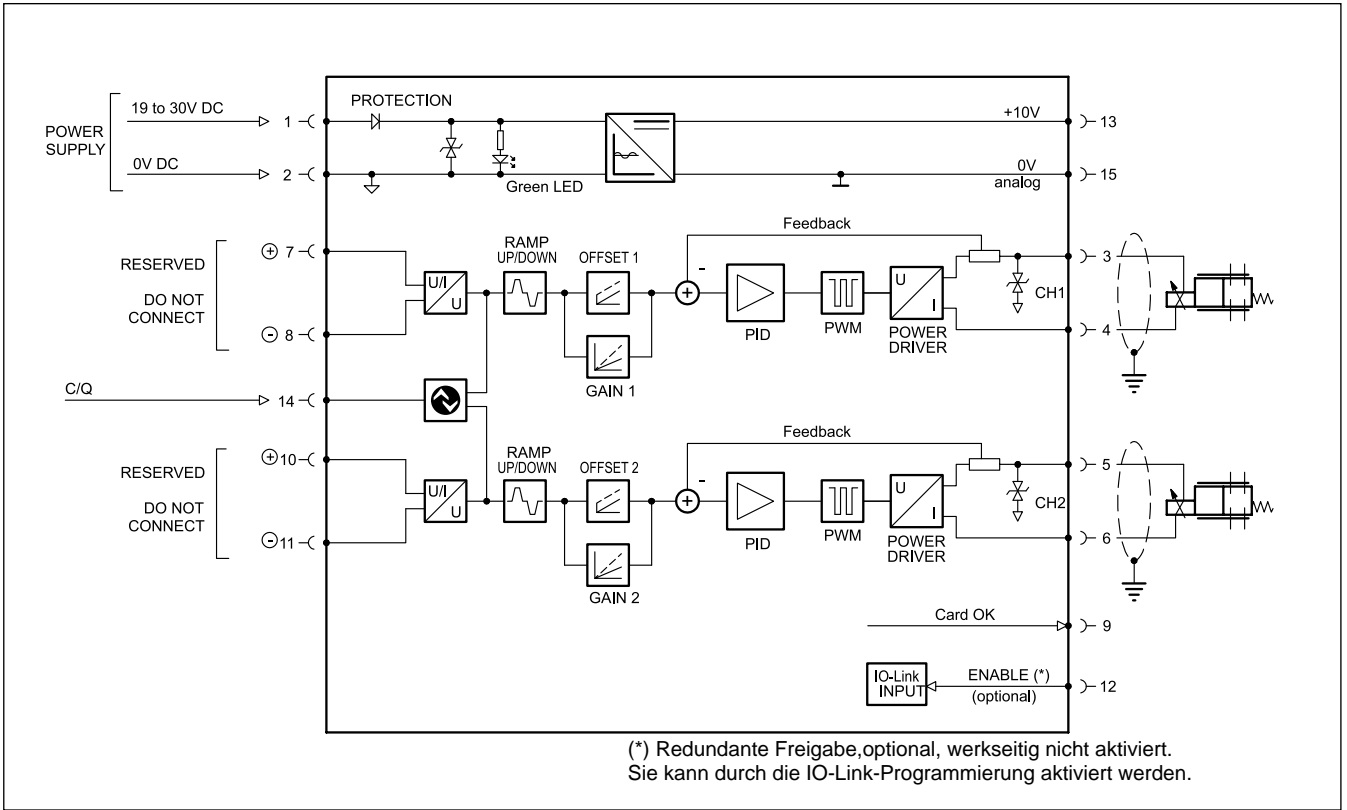 POWER
SUPPLY
19 to 30V DC
1
0V DC
2
PROTECTION
Green LED
+10V
13
0V
analog
15
RESERVED
DO NOT
CONNECT
+ 7
- 8
U/I
U
RAMP
UP/DOWN
OFFSET 1
GAIN 1
Feedback
+
-
PID
PWM
U
I
POWER
DRIVER
CH1
3
4
C/Q
14
RESERVED
DO NOT
CONNECT
+ 10
- 11
U/I
U
RAMP
UP/DOWN
OFFSET 2
GAIN 2
Feedback
+
-
PID
PWM
U
I
POWER
DRIVER
CH2
5
6
Card OK
9
IO-Link
INPUT
ENABLE (*)
(optional)
12
(*) Redundante Freigabe,optional, werkseitig nicht aktiviert.
Sie kann durch die IO-Link-Programmierung aktiviert werden.